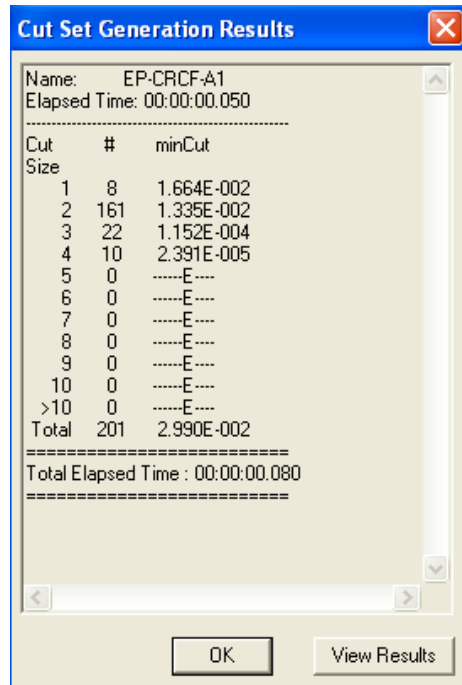 Cut Set Generation Results
Name: EP-CRCF-A1
Elapsed Time: 00:00:00.050
--------------------------------------------------
Cut # minCut
Size
1 8 1.664E-002
2 161 1.335E-002
3 22 1.152E-004
4 10 2.391E-005
5 0 ------E----
6 0 ------E----
7 0 ------E----
8 0 ------E----
9 0 ------E----
10 0 ------E----
>10 0 ------E----
Total 201 2.990E-002
===========================
Total Elapsed Time : 00:00:00.080
===========================
OK View Results